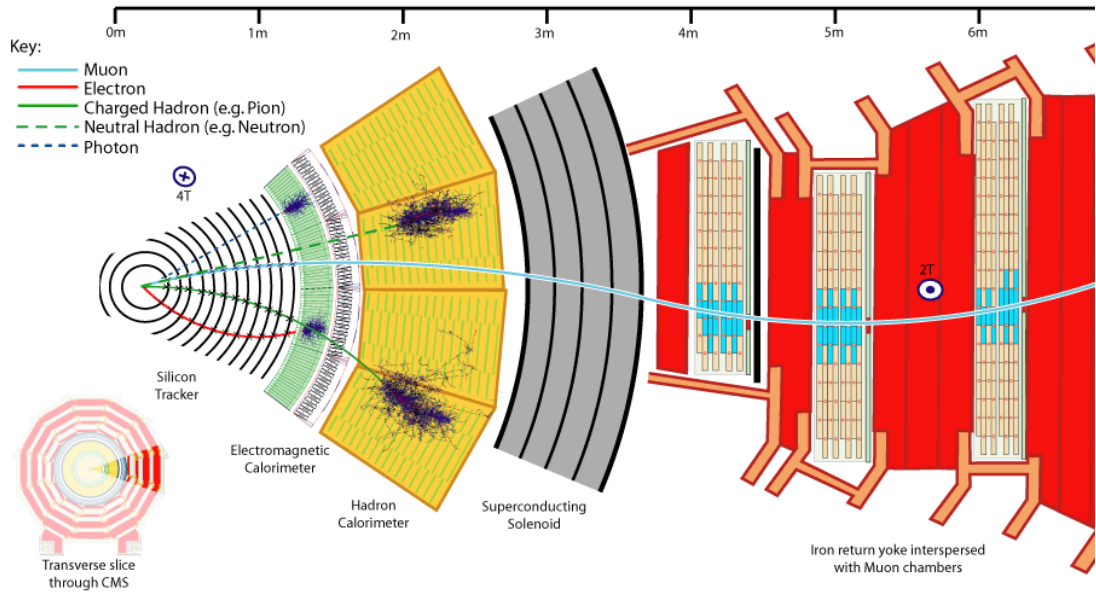 0m 1m 2m 3m 4m 5m 6m
Key:
Muon
Electron
Charged Hadron (e.g. Pion)
Neutral Hadron (e.g. Neutron)
Photon
4T
2T
Silicon
Tracker
Electromagnetic
Calorimeter
Hadron
Calorimeter
Superconducting
Solenoid
Iron return yoke interspersed
with Muon chambers
Transverse slice
through CMS